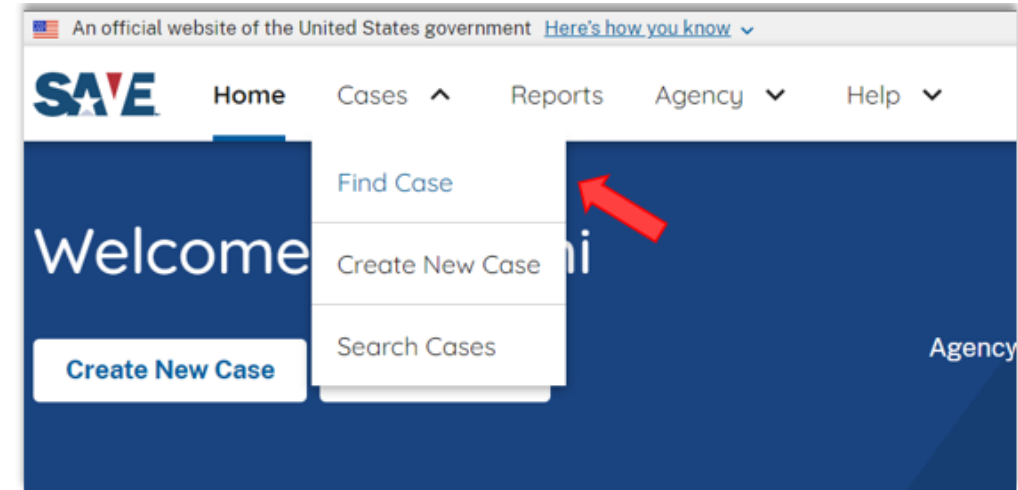 An official website of the United States government Here's how you know
SAVE Home Cases Reports Agency Help
Find Case
Welcome
Create New Case
Search Cases
Create New Case
Agency